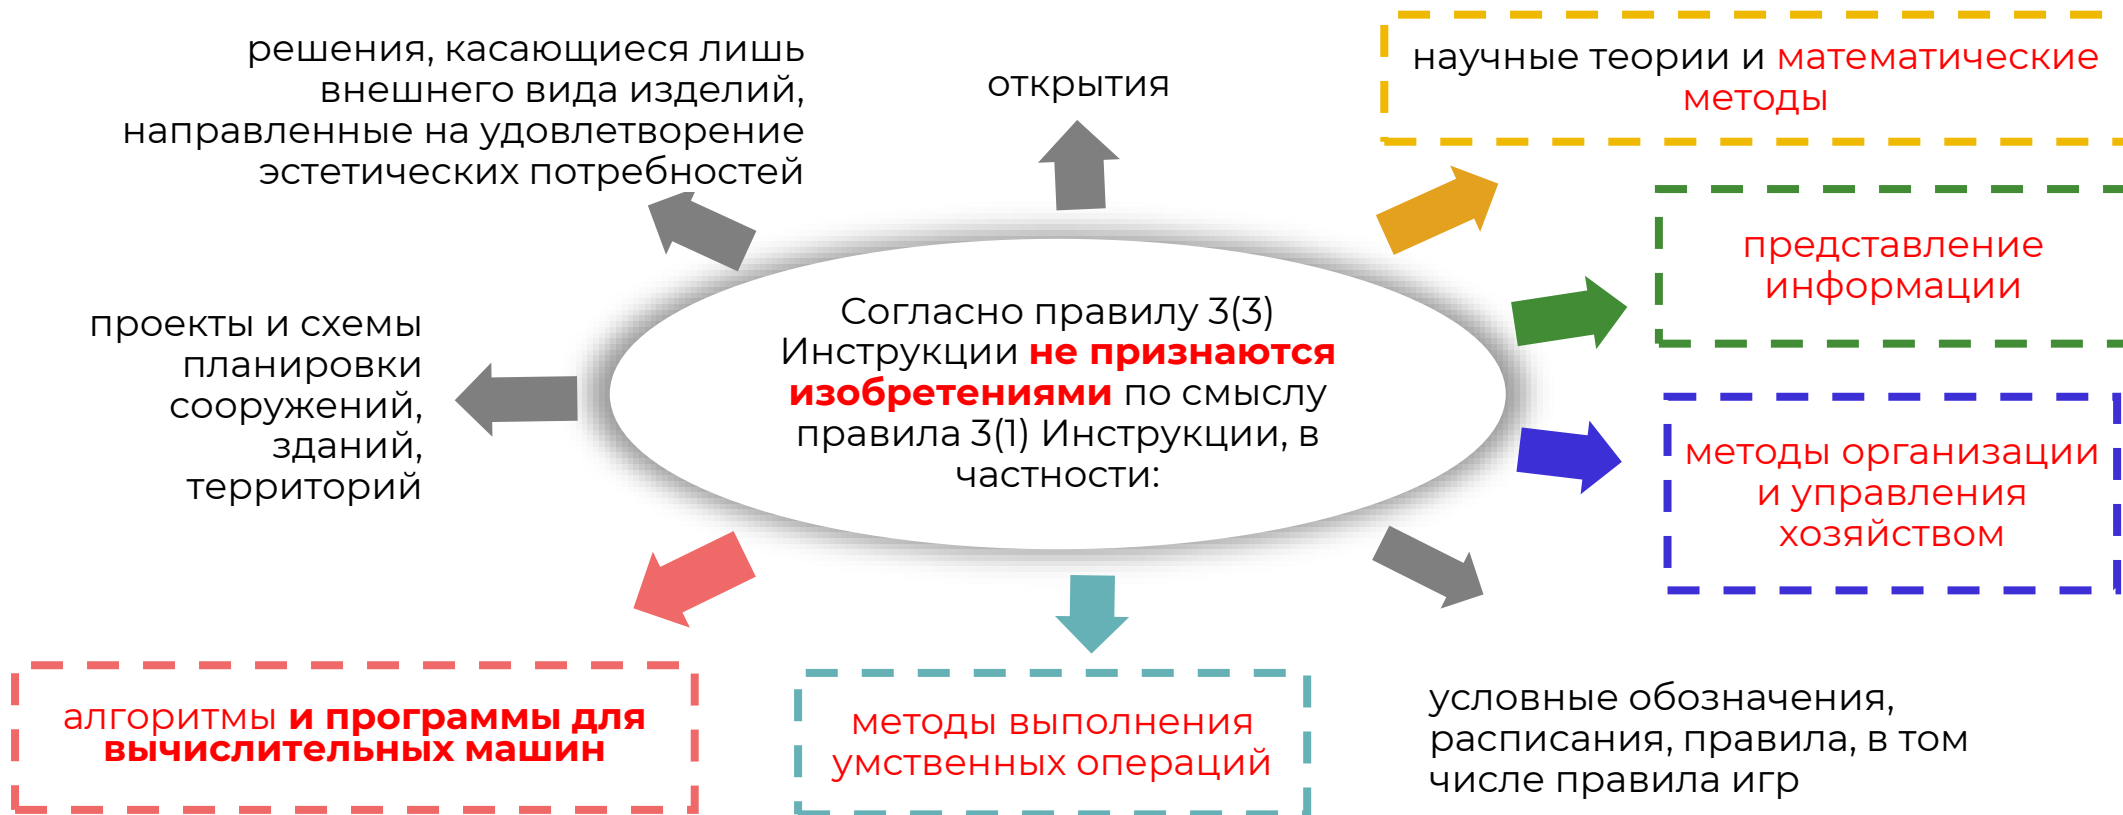 решения, касающиеся лишь
внешнего вида изделий,
направленные на удовлетворение
эстетических потребностей
открытия
научные теории и математические
методы
представление
информации
методы организации
и управления
хозяйством
Согласно правилу 3(3)
Инструкции не признаются
изобретениями по смыслу
правила 3(1) Инструкции, в
частности:
проекты и схемы
планировки
сооружений,
зданий,
территорий
алгоритмы и программы для
вычислительных машин
методы выполнения
умственных операций
условные обозначения,
расписания, правила, в том
числе правила игр